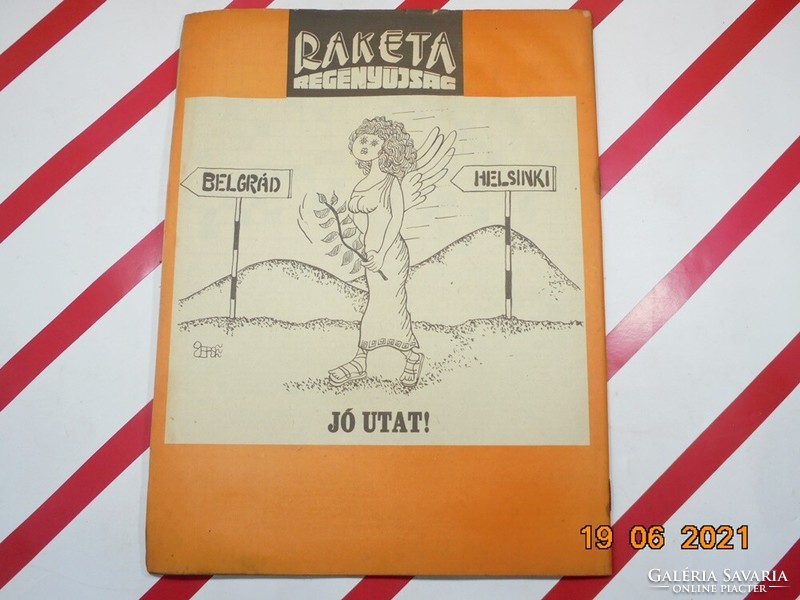 RAKÉTA
REGÉNYÚJSÁG
BELGRÁD
HELSINKI
JÓ UTAT!
19 06 2021
GALÉRIA SAVARIA
ONLINE PIACTÉR